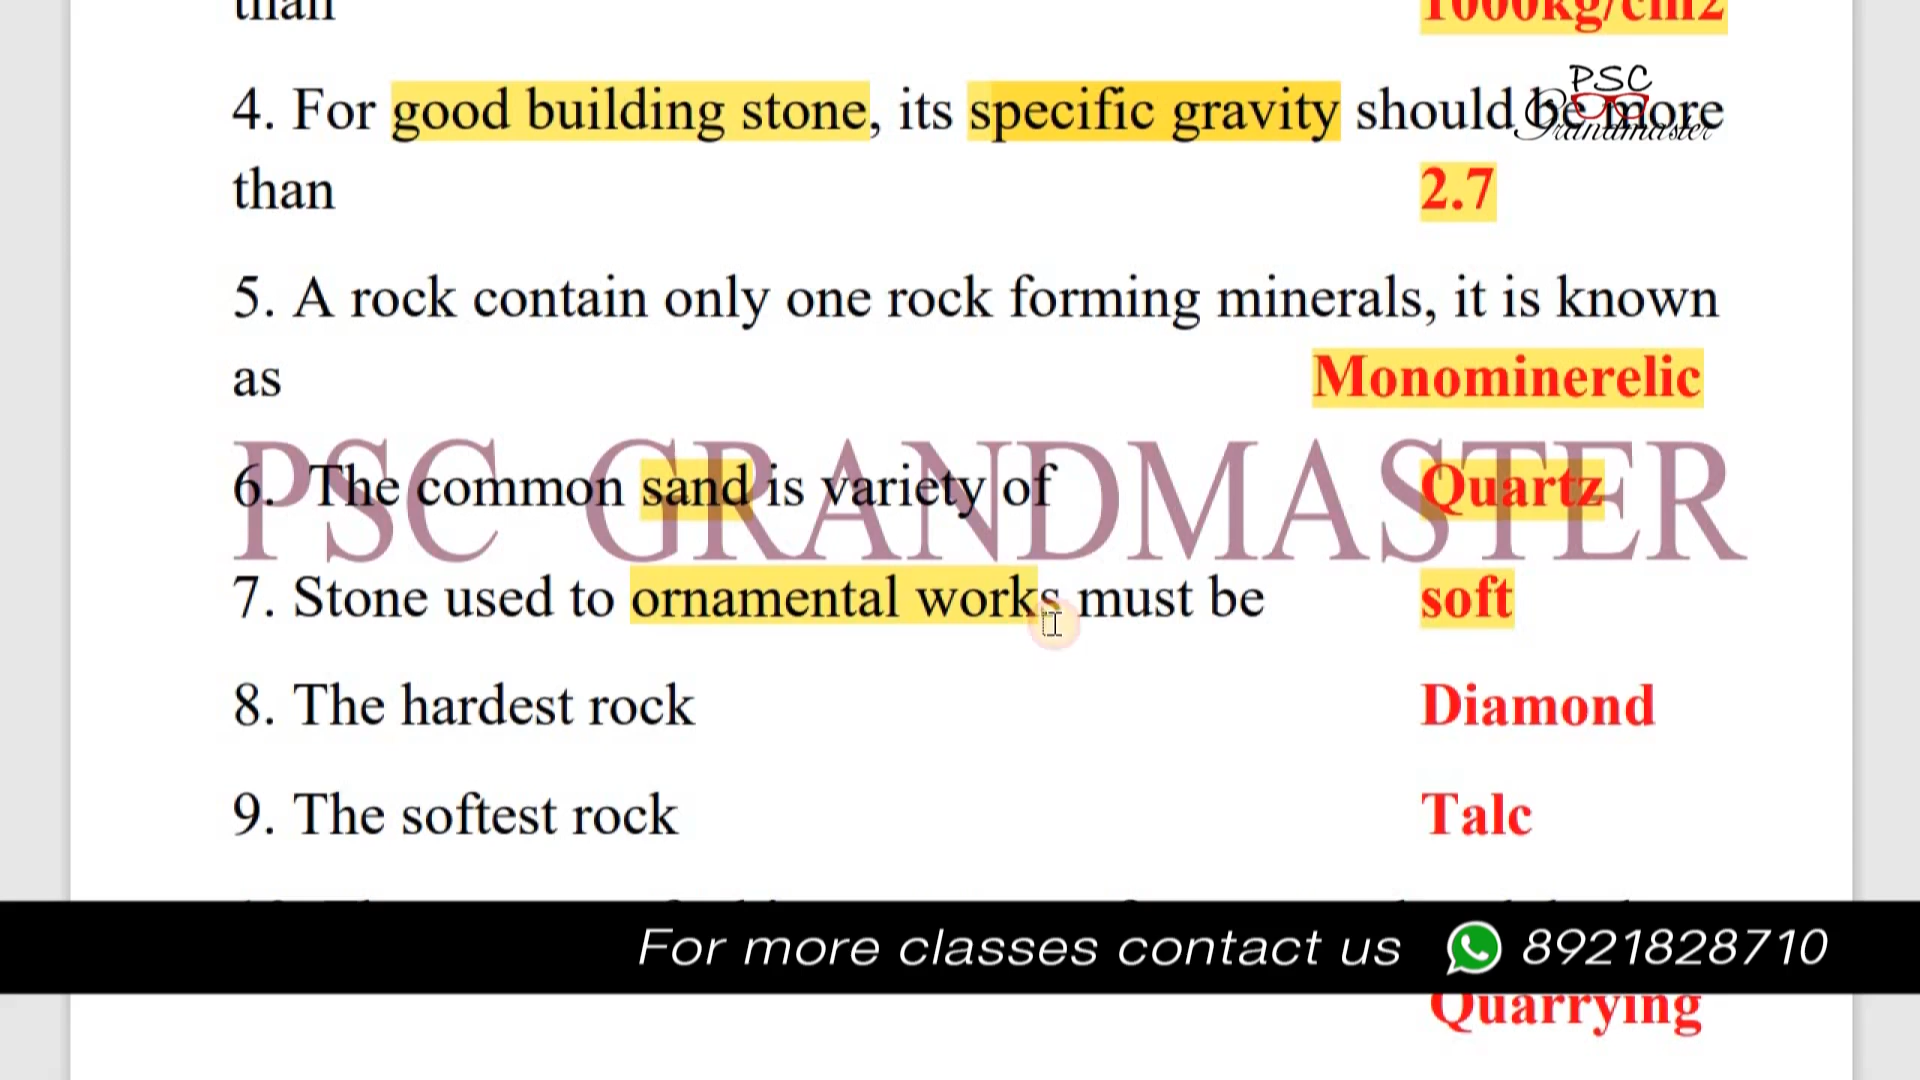 than 1000kg/cm2
4. For good building stone, its specific gravity should be more
than 2.7
5. A rock contain only one rock forming minerals, it is known
as Monominerelic
6. The common sand is variety of Quartz
7. Stone used to ornamental works must be soft
8. The hardest rock Diamond
9. The softest rock Talc
For more classes contact us 8921828710
Quarrying
PSC GRANDMASTER
PSC
Grandmaster